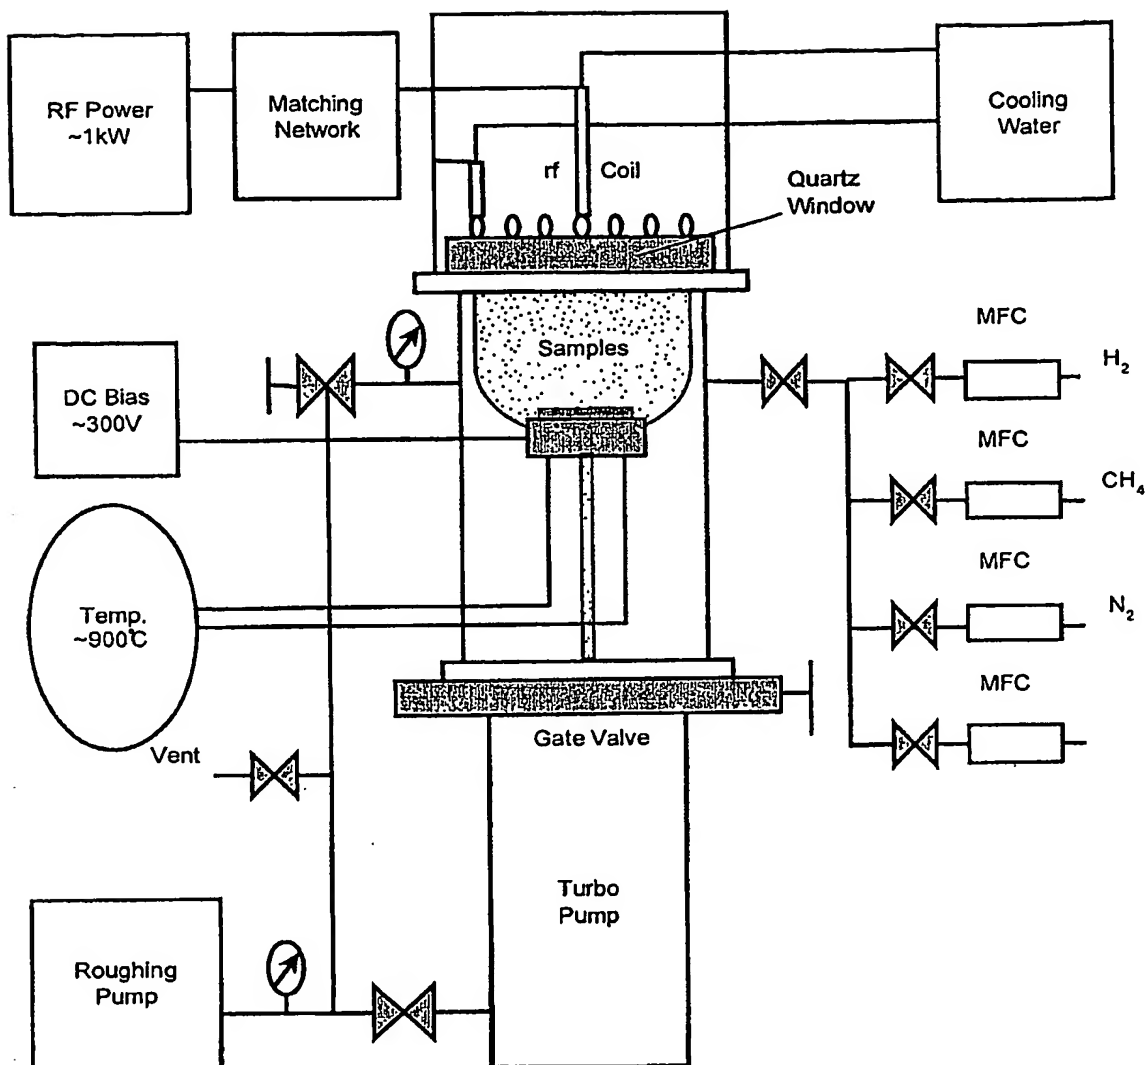 RF Power
~1kW
Matching
Network
Cooling
Water
rf Coil
Quartz
Window
MFC
H₂
Samples
DC Bias
~300V
MFC
CH₄
MFC
N₂
Temp.
~900℃
MFC
Gate Valve
Vent
Turbo
Pump
Roughing
Pump